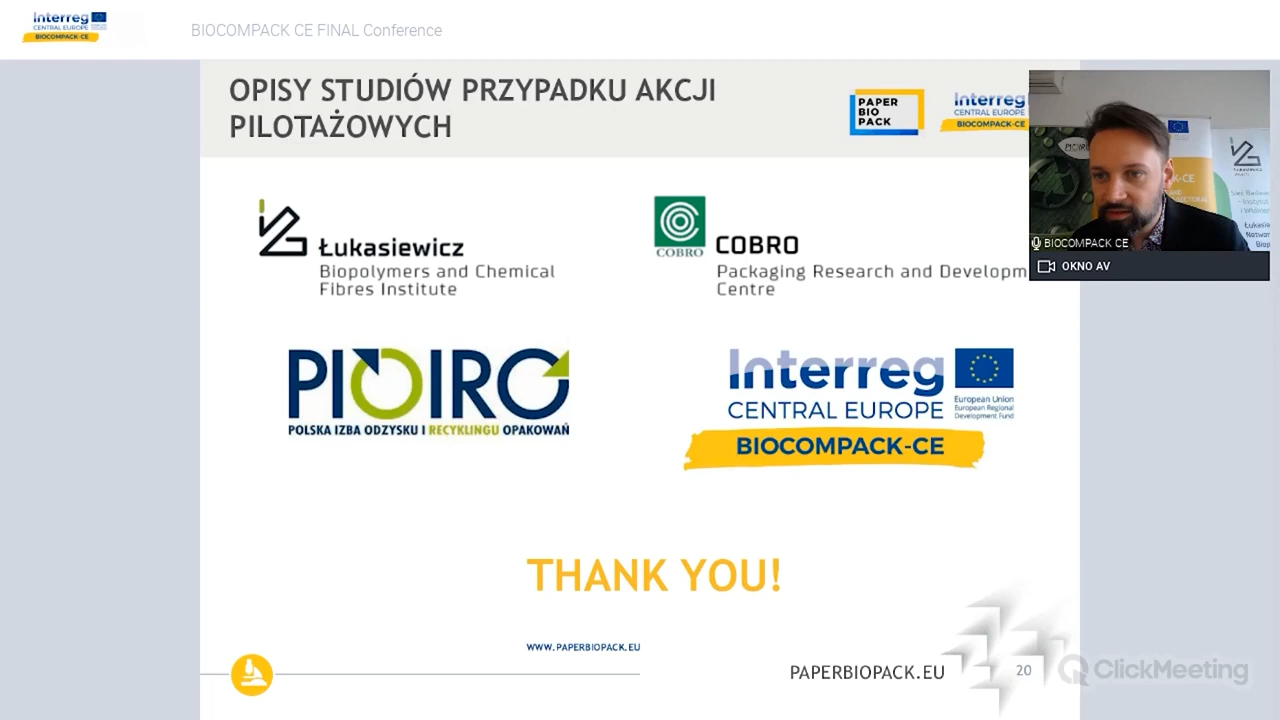 Interreg
CENTRAL EUROPE
BIOCOMPACK-CE
BIOCOMPACK CE FINAL Conference
OPISY STUDIÓW PRZYPADKU AKCJI
PILOTAŻOWYCH
PAPER
BIO
PACK
Interreg
CENTRAL EUROPE
BIOCOMPACK-CE
PIOIRO
BIOCOMPACK CE
OKNO AV
Łukasiewicz
Biopolymers and Chemical
Fibres Institute
COBRO
COBRO
Packaging Research and Developm
Centre
PIOIRO
POLSKA IZBA ODZYSKU I RECYKLINGU OPAKOWAŃ
Interreg
CENTRAL EUROPE
European Union
European Regional
Development Fund
BIOCOMPACK-CE
THANK YOU!
WWW.PAPERBIOPACK.EU
PAPERBIOPACK.EU
20
ClickMeeting